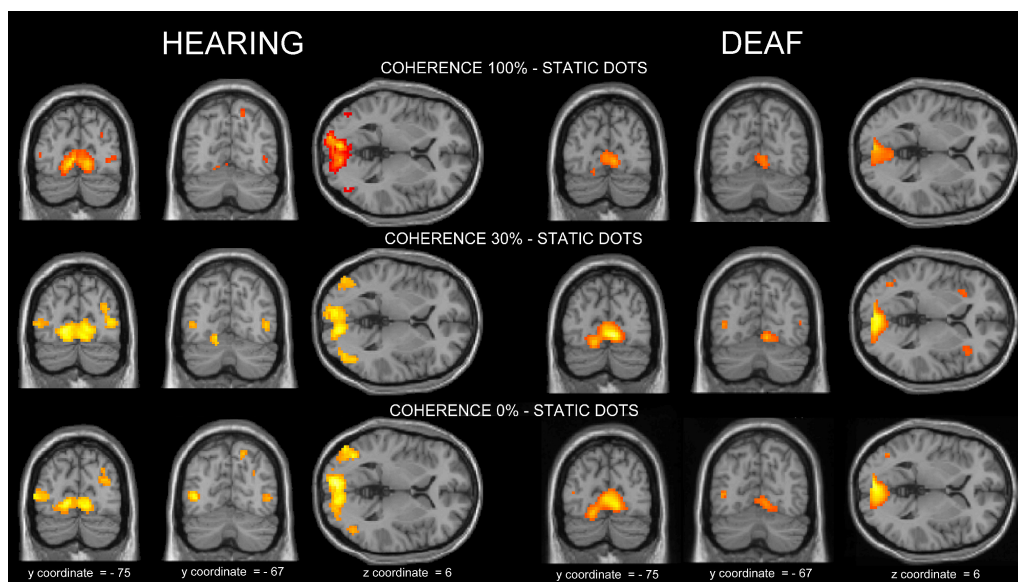 HEARING
DEAF
COHERENCE 100% - STATIC DOTS
COHERENCE 30% - STATIC DOTS
COHERENCE 0% - STATIC DOTS
y coordinate = - 75
y coordinate = - 67
z coordinate = 6
y coordinate = - 75
y coordinate = - 67
z coordinate = 6